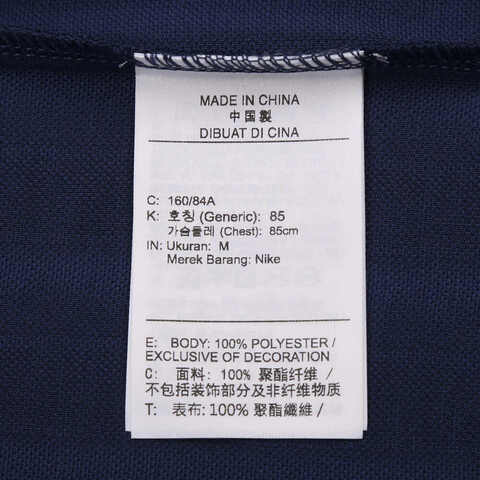 MADE IN CHINA
中国製
DIBUAT DI CINA
C: 160/84A
K: 호칭 (Generic): 85
가슴둘레 (Chest): 85cm
IN: Ukuran: M
Merek Barang: Nike
E: BODY: 100% POLYESTER /
EXCLUSIVE OF DECORATION
C: 面料: 100% 聚酯纤维 /
不包括装饰部分及非纤维物质
T: 表布: 100% 聚酯纖維 /